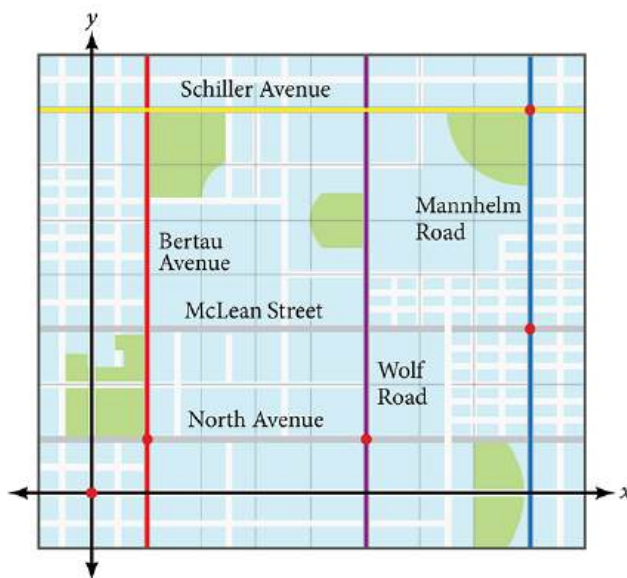 y
Schiller Avenue
Mannhelm
Road
Bertau
Avenue
McLean Street
Wolf
Road
North Avenue
x